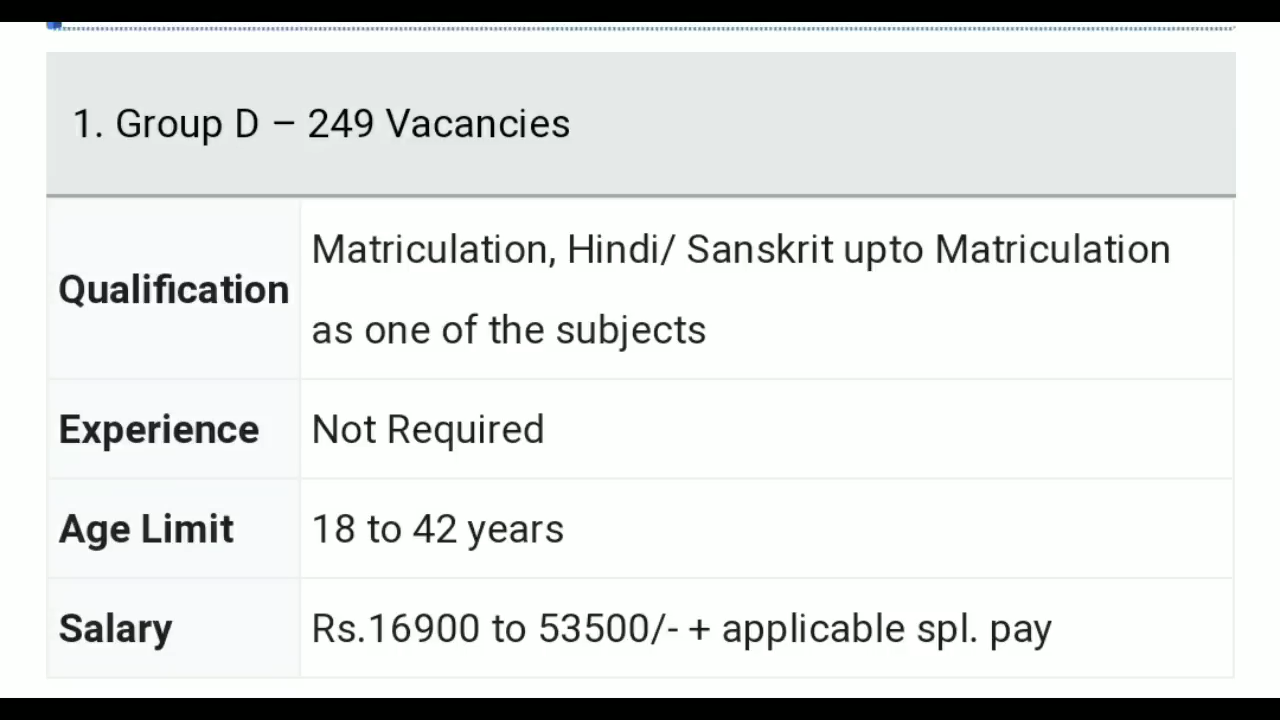 1. Group D – 249 Vacancies
Qualification
Matriculation, Hindi/ Sanskrit upto Matriculation
as one of the subjects
Experience
Not Required
Age Limit
18 to 42 years
Salary
Rs.16900 to 53500/- + applicable spl. pay